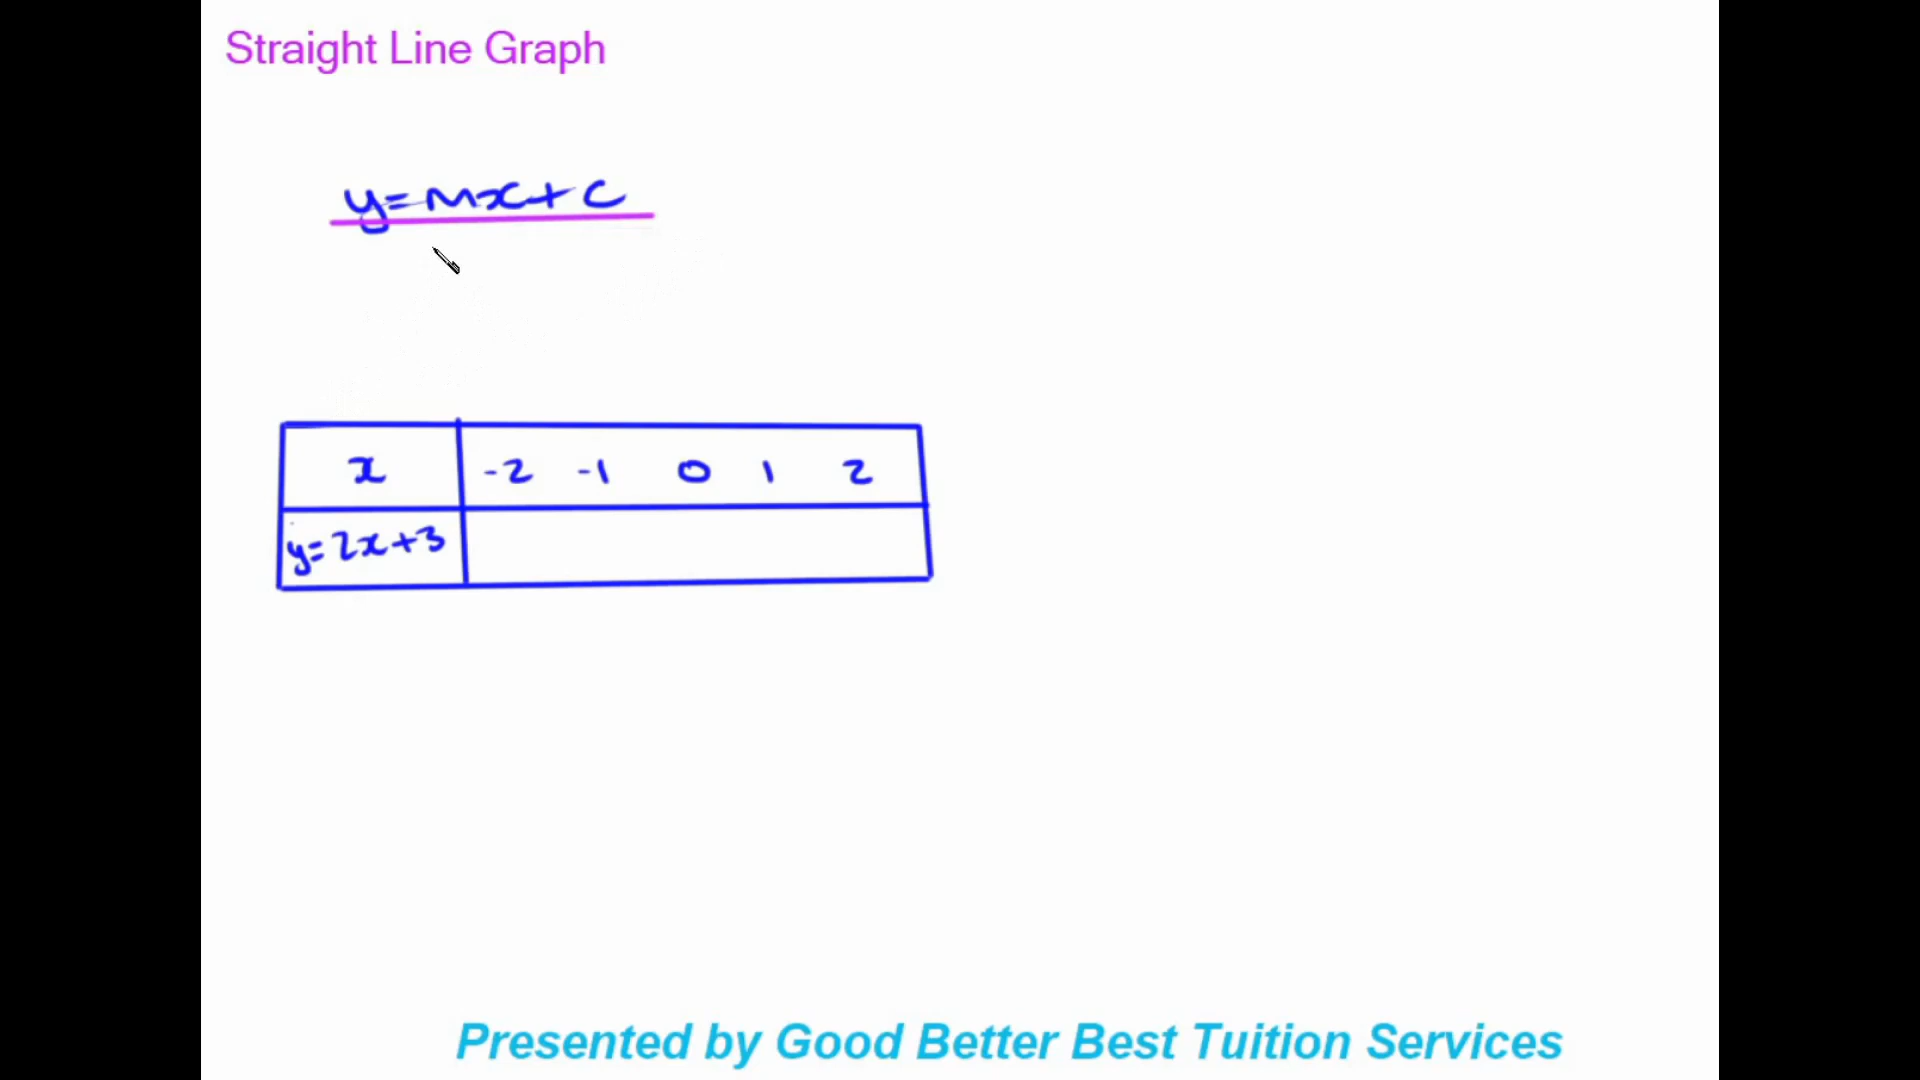 Straight Line Graph
y=mx+c
x -2 -1 0 1 2
y=2x+3
Presented by Good Better Best Tuition Services